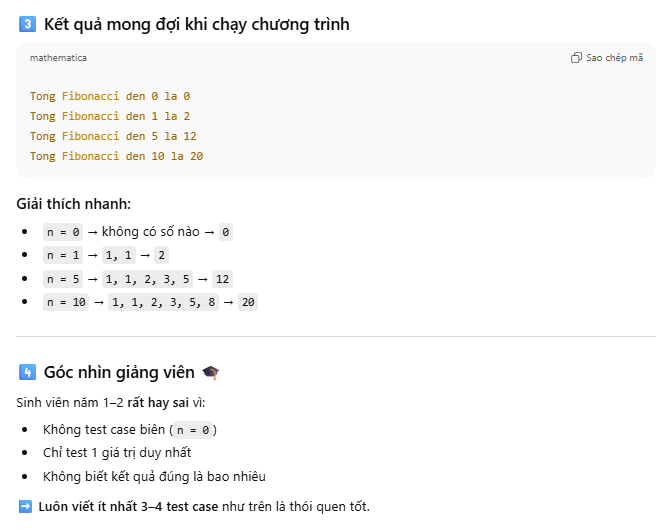 3 Kết quả mong đợi khi chạy chương trình
mathematica Sao chép mã
Tong Fibonacci den 0 la 0
Tong Fibonacci den 1 la 2
Tong Fibonacci den 5 la 12
Tong Fibonacci den 10 la 20
Giải thích nhanh:
• n = 0 → không có số nào → 0
• n = 1 → 1, 1 → 2
• n = 5 → 1, 1, 2, 3, 5 → 12
• n = 10 → 1, 1, 2, 3, 5, 8 → 20
4 Góc nhìn giảng viên 🎓
Sinh viên năm 1–2 rất hay sai vì:
• Không test case biên (n = 0)
• Chỉ test 1 giá trị duy nhất
• Không biết kết quả đúng là bao nhiêu
➡ Luôn viết ít nhất 3–4 test case như trên là thói quen tốt.